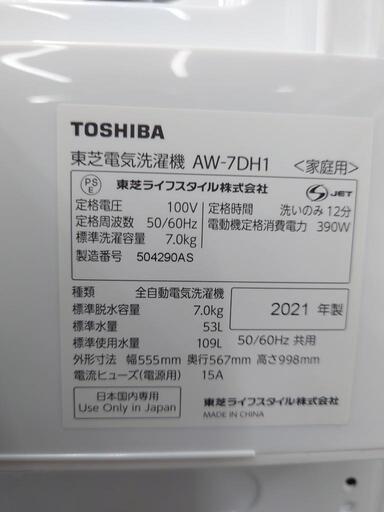 TOSHIBA
東芝電気洗濯機 AW-7DH1 <家庭用>
PS
E
東芝ライフスタイル株式会社
S-JET
定格電圧 100V
定格時間 洗いのみ 12分
定格周波数 50/60Hz
電動機定格消費電力 390W
標準洗濯容量 7.0kg
製造番号 504290AS
種類 全自動電気洗濯機
標準脱水容量 7.0kg
2021 年製
標準水量 53L
標準使用水量 109L
50/60Hz 共用
外形寸法 幅555mm 奥行567mm 高さ998mm
電流ヒューズ(電源用) 15A
日本国内専用
Use Only in Japan
東芝ライフスタイル株式会社
MADE IN CHINA